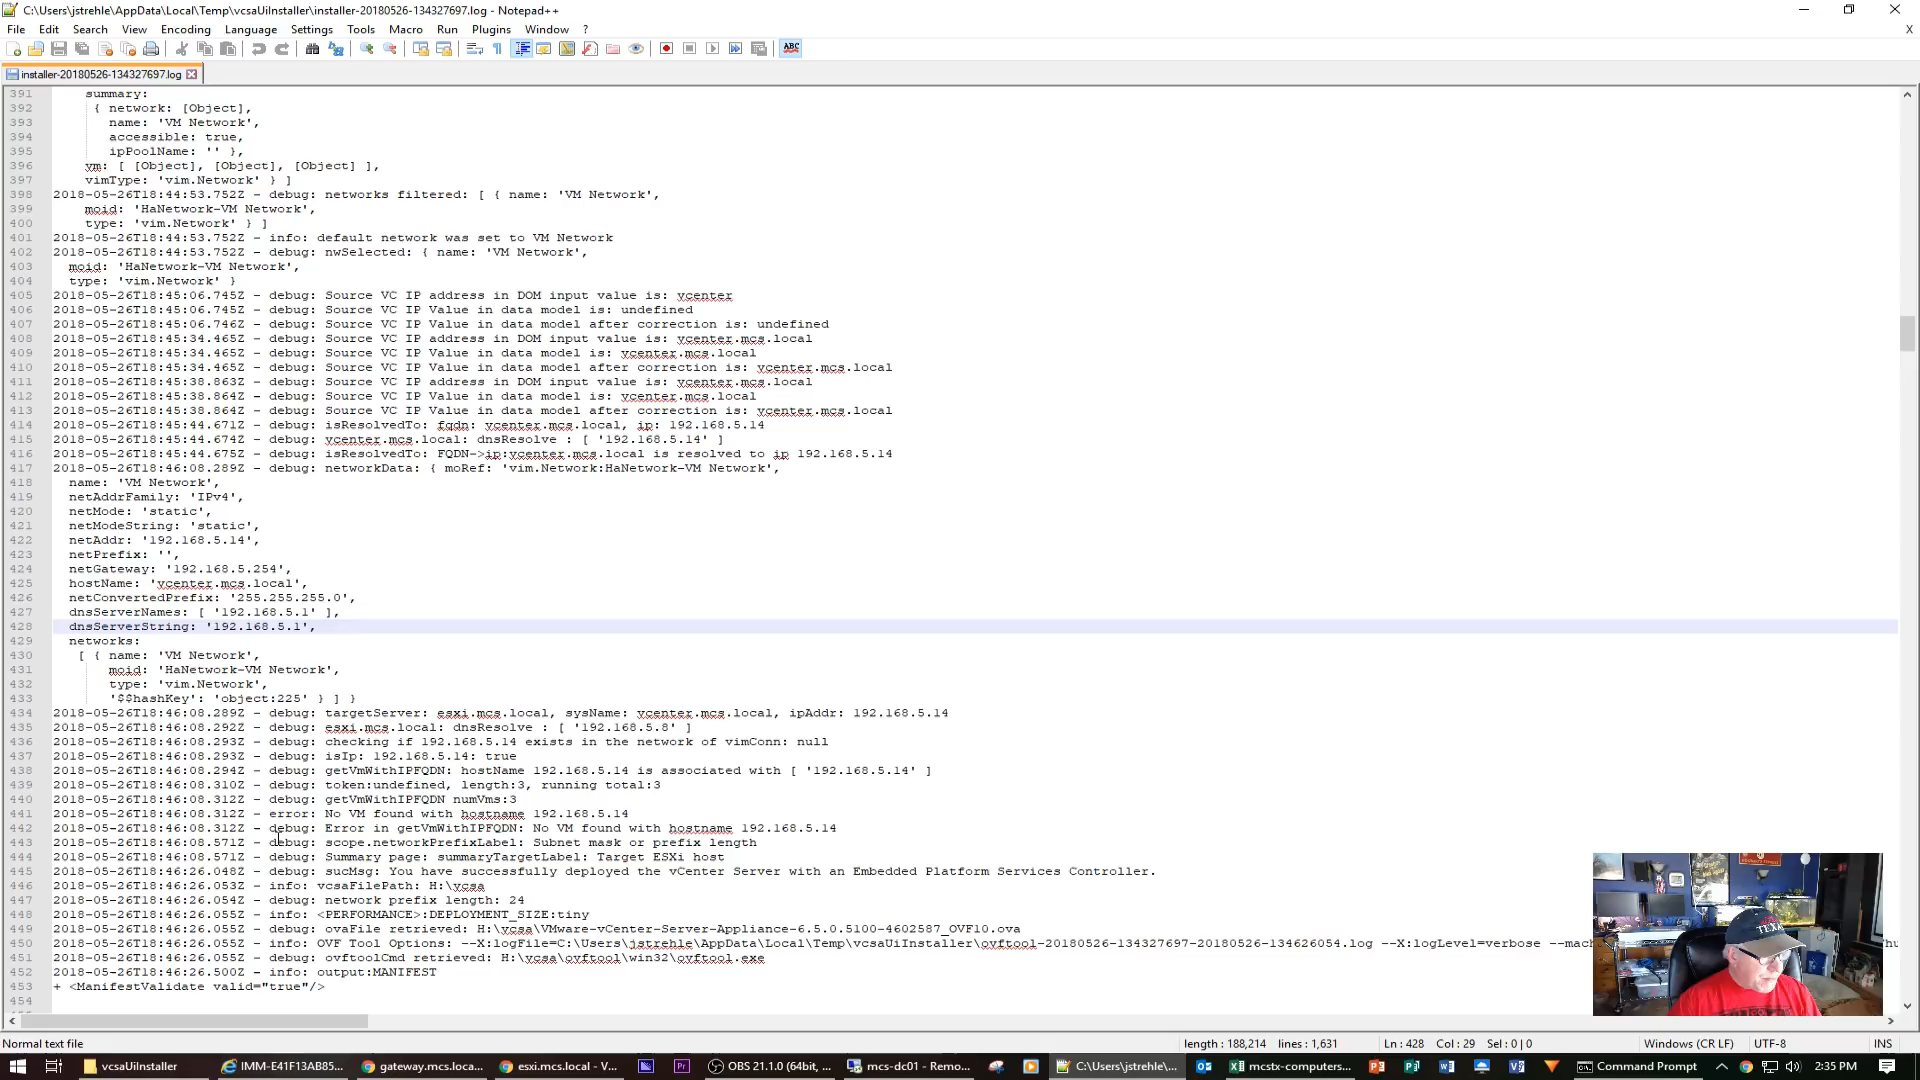 C:\Users\jstrehle\AppData\Local\Temp\vcsaUiInstaller\installer-20180526-134327697.log - Notepad++
File Edit Search View Encoding Language Settings Tools Macro Run Plugins Window ? X
ABC
installer-20180526-134327697.log
391 summary:
392 { network: [Object],
393 name: 'VM Network',
394 accessible: true,
395 ipPoolName: '' },
396 vm: [ [Object], [Object], [Object] ],
397 vimType: 'vim.Network' } ]
398 2018-05-26T18:44:53.752Z - debug: networks filtered: [ { name: 'VM Network',
399 moid: 'HaNetwork-VM Network',
400 type: 'vim.Network' } ]
401 2018-05-26T18:44:53.752Z - info: default network was set to VM Network
402 2018-05-26T18:44:53.752Z - debug: nwSelected: { name: 'VM Network',
403 moid: 'HaNetwork-VM Network',
404 type: 'vim.Network' }
405 2018-05-26T18:45:06.745Z - debug: Source VC IP address in DOM input value is: vcenter
406 2018-05-26T18:45:06.745Z - debug: Source VC IP Value in data model is: undefined
407 2018-05-26T18:45:06.746Z - debug: Source VC IP Value in data model after correction is: undefined
408 2018-05-26T18:45:34.465Z - debug: Source VC IP address in DOM input value is: vcenter.mcs.local
409 2018-05-26T18:45:34.465Z - debug: Source VC IP Value in data model is: vcenter.mcs.local
410 2018-05-26T18:45:34.465Z - debug: Source VC IP Value in data model after correction is: vcenter.mcs.local
411 2018-05-26T18:45:38.863Z - debug: Source VC IP address in DOM input value is: vcenter.mcs.local
412 2018-05-26T18:45:38.864Z - debug: Source VC IP Value in data model is: vcenter.mcs.local
413 2018-05-26T18:45:38.864Z - debug: Source VC IP Value in data model after correction is: vcenter.mcs.local
414 2018-05-26T18:45:44.671Z - debug: isResolvedTo: fqdn: vcenter.mcs.local, ip: 192.168.5.14
415 2018-05-26T18:45:44.674Z - debug: vcenter.mcs.local: dnsResolve : [ '192.168.5.14' ]
416 2018-05-26T18:45:44.675Z - debug: isResolvedTo: FQDN->ip:vcenter.mcs.local is resolved to ip 192.168.5.14
417 2018-05-26T18:46:08.289Z - debug: networkData: { moRef: 'vim.Network:HaNetwork-VM Network',
418 name: 'VM Network',
419 netAddrFamily: 'IPv4',
420 netMode: 'static',
421 netModeString: 'static',
422 netAddr: '192.168.5.14',
423 netPrefix: '',
424 netGateway: '192.168.5.254',
425 hostName: 'vcenter.mcs.local',
426 netConvertedPrefix: '255.255.255.0',
427 dnsServerNames: [ '192.168.5.1' ],
428 dnsServerString: '192.168.5.1',
429 networks:
430 [ { name: 'VM Network',
431 moid: 'HaNetwork-VM Network',
432 type: 'vim.Network',
433 '$$hashKey': 'object:225' } ] }
434 2018-05-26T18:46:08.289Z - debug: targetServer: esxi.mcs.local, sysName: vcenter.mcs.local, ipAddr: 192.168.5.14
435 2018-05-26T18:46:08.292Z - debug: esxi.mcs.local: dnsResolve : [ '192.168.5.8' ]
436 2018-05-26T18:46:08.293Z - debug: checking if 192.168.5.14 exists in the network of vimConn: null
437 2018-05-26T18:46:08.293Z - debug: isIp: 192.168.5.14: true
438 2018-05-26T18:46:08.294Z - debug: getVmWithIPFQDN: hostName 192.168.5.14 is associated with [ '192.168.5.14' ]
439 2018-05-26T18:46:08.310Z - debug: token:undefined, length:3, running total:3
440 2018-05-26T18:46:08.312Z - debug: getVmWithIPFQDN numVms:3
441 2018-05-26T18:46:08.312Z - error: No VM found with hostname 192.168.5.14
442 2018-05-26T18:46:08.312Z - debug: Error in getVmWithIPFQDN: No VM found with hostname 192.168.5.14
443 2018-05-26T18:46:08.571Z - debug: scope.networkPrefixLabel: Subnet mask or prefix length
444 2018-05-26T18:46:08.571Z - debug: Summary page: summaryTargetLabel: Target ESXi host
445 2018-05-26T18:46:26.048Z - debug: sucMsg: You have successfully deployed the vCenter Server with an Embedded Platform Services Controller.
446 2018-05-26T18:46:26.053Z - info: vcsaFilePath: H:\vcsa
447 2018-05-26T18:46:26.054Z - debug: network prefix length: 24
448 2018-05-26T18:46:26.055Z - info: <PERFORMANCE>:DEPLOYMENT_SIZE:tiny
449 2018-05-26T18:46:26.055Z - debug: ovaFile retrieved: H:\vcsa\VMware-vCenter-Server-Appliance-6.5.0.5100-4602587_OVF10.ova
450 2018-05-26T18:46:26.055Z - info: OVF Tool Options: --X:logFile=C:\Users\jstrehle\AppData\Local\Temp\vcsaUiInstaller\ovftool-20180526-134327697-20180526-134626054.log --X:logLevel=verbose --mach
451 2018-05-26T18:46:26.055Z - debug: ovftoolCmd retrieved: H:\vcsa\ovftool\win32\ovftool.exe
452 2018-05-26T18:46:26.500Z - info: output:MANIFEST
453 + <ManifestValidate valid="true"/>
454
TEXAS
Normal text file length : 188,214 lines : 1,631 Ln : 428 Col : 29 Sel : 0 | 0 Windows (CR LF) UTF-8 INS
vcsaUiInstaller IMM-E41F13AB85... gateway.mcs.loca... esxi.mcs.local - V... OBS 21.1.0 (64bit, ... mcs-dc01 - Remo... C:\Users\jstrehle\... mcstx-computers... Command Prompt 2:35 PM